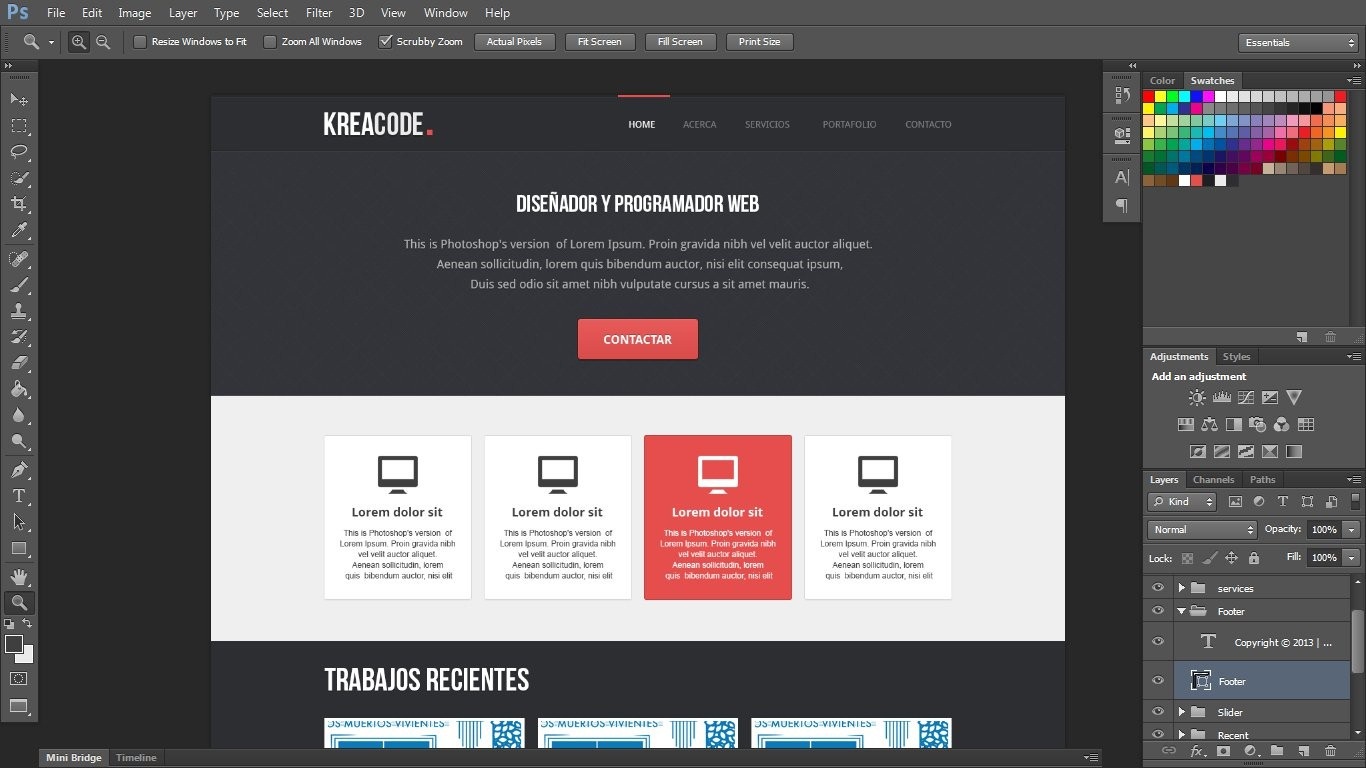 Ps File Edit Image Layer Type Select Filter 3D View Window Help
Resize Windows to Fit Zoom All Windows Scrubby Zoom Actual Pixels Fit Screen Fill Screen Print Size Essentials
Color Swatches
KREACODE.
HOME ACERCA SERVICIOS PORTAFOLIO CONTACTO
DISEÑADOR Y PROGRAMADOR WEB
This is Photoshop's version of Lorem Ipsum. Proin gravida nibh vel velit auctor aliquet.
Aenean sollicitudin, lorem quis bibendum auctor, nisi elit consequat ipsum,
Duis sed odio sit amet nibh vulputate cursus a sit amet mauris.
CONTACTAR
Lorem dolor sit
This is Photoshop's version of
Lorem Ipsum. Proin gravida nibh
vel velit auctor aliquet.
Aenean sollicitudin, lorem
quis bibendum auctor, nisi elit
Lorem dolor sit
This is Photoshop's version of
Lorem Ipsum. Proin gravida nibh
vel velit auctor aliquet.
Aenean sollicitudin, lorem
quis bibendum auctor, nisi elit
Lorem dolor sit
This is Photoshop's version of
Lorem Ipsum. Proin gravida nibh
vel velit auctor aliquet.
Aenean sollicitudin, lorem
quis bibendum auctor, nisi elit
Lorem dolor sit
This is Photoshop's version of
Lorem Ipsum. Proin gravida nibh
vel velit auctor aliquet.
Aenean sollicitudin, lorem
quis bibendum auctor, nisi elit
TRABAJOS RECIENTES
OS MUERTOS VIVIENTES
OS MUERTOS VIVIENTES
OS MUERTOS VIVIENTES
Adjustments Styles
Add an adjustment
Layers Channels Paths
Kind
Normal Opacity: 100%
Lock: Fill: 100%
services
Footer
Copyright © 2013 | ...
Footer
Slider
Recent
Mini Bridge Timeline